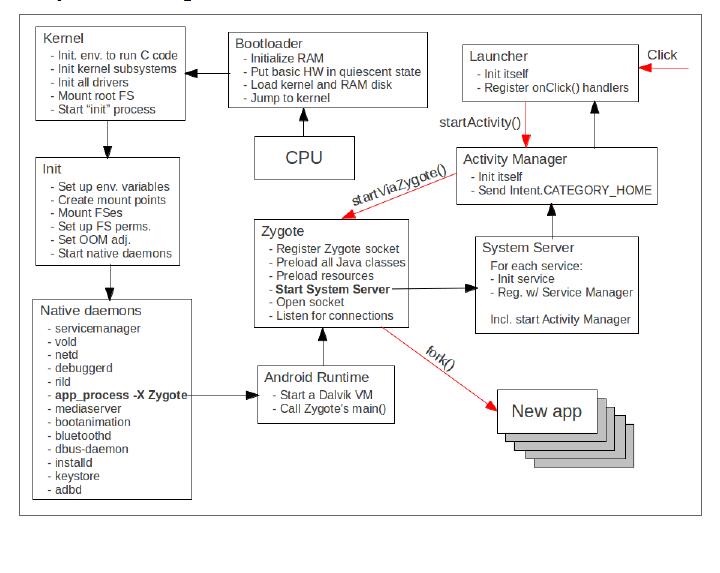 Kernel
- Init. env. to run C code
- Init kernel subsystems
- Init all drivers
- Mount root FS
- Start “init” process
Bootloader
- Initialize RAM
- Put basic HW in quiescent state
- Load kernel and RAM disk
- Jump to kernel
CPU
Launcher
- Init itself
- Register onClick() handlers
Click
startActivity()
Activity Manager
- Init itself
- Send Intent.CATEGORY_HOME
startViaZygote()
Init
- Set up env. variables
- Create mount points
- Mount FSes
- Set up FS perms.
- Set OOM adj.
- Start native daemons
Zygote
- Register Zygote socket
- Preload all Java classes
- Preload resources
- Start System Server
- Open socket
- Listen for connections
System Server
For each service:
- Init service
- Reg. w/ Service Manager
Incl. start Activity Manager
Native daemons
- servicemanager
- vold
- netd
- debuggerd
- rild
- app_process -X Zygote
- mediaserver
- bootanimation
- bluetoothd
- dbus-daemon
- installd
- keystore
- adbd
Android Runtime
- Start a Dalvik VM
- Call Zygote's main()
fork()
New app